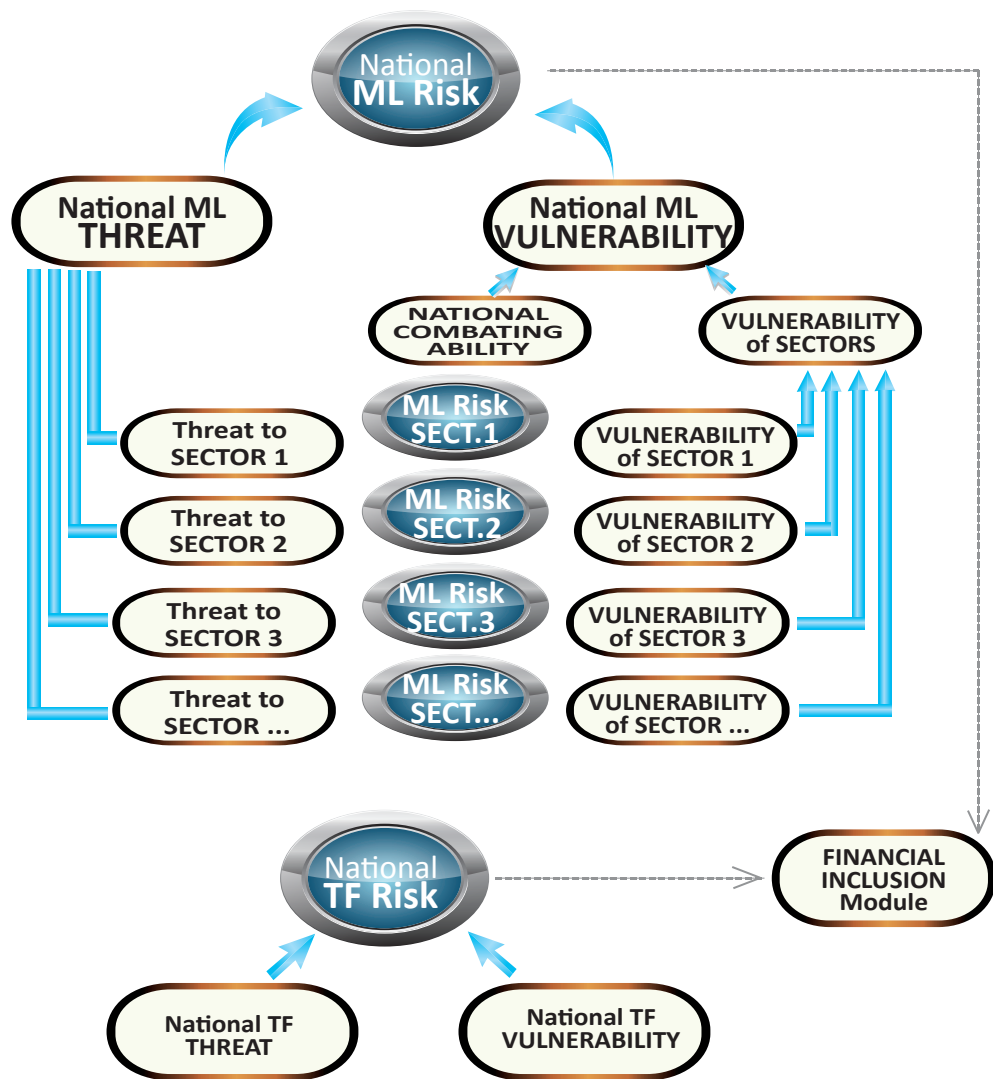 National
ML Risk
National ML
THREAT
National ML
VULNERABILITY
NATIONAL
COMBATING
ABILITY
VULNERABILITY
of SECTORS
Threat to
SECTOR 1
ML Risk
SECT.1
VULNERABILITY
of SECTOR 1
Threat to
SECTOR 2
ML Risk
SECT.2
VULNERABILITY
of SECTOR 2
Threat to
SECTOR 3
ML Risk
SECT.3
VULNERABILITY
of SECTOR 3
Threat to
SECTOR ...
ML Risk
SECT...
VULNERABILITY
of SECTOR ...
National
TF Risk
FINANCIAL
INCLUSION
Module
National TF
THREAT
National TF
VULNERABILITY